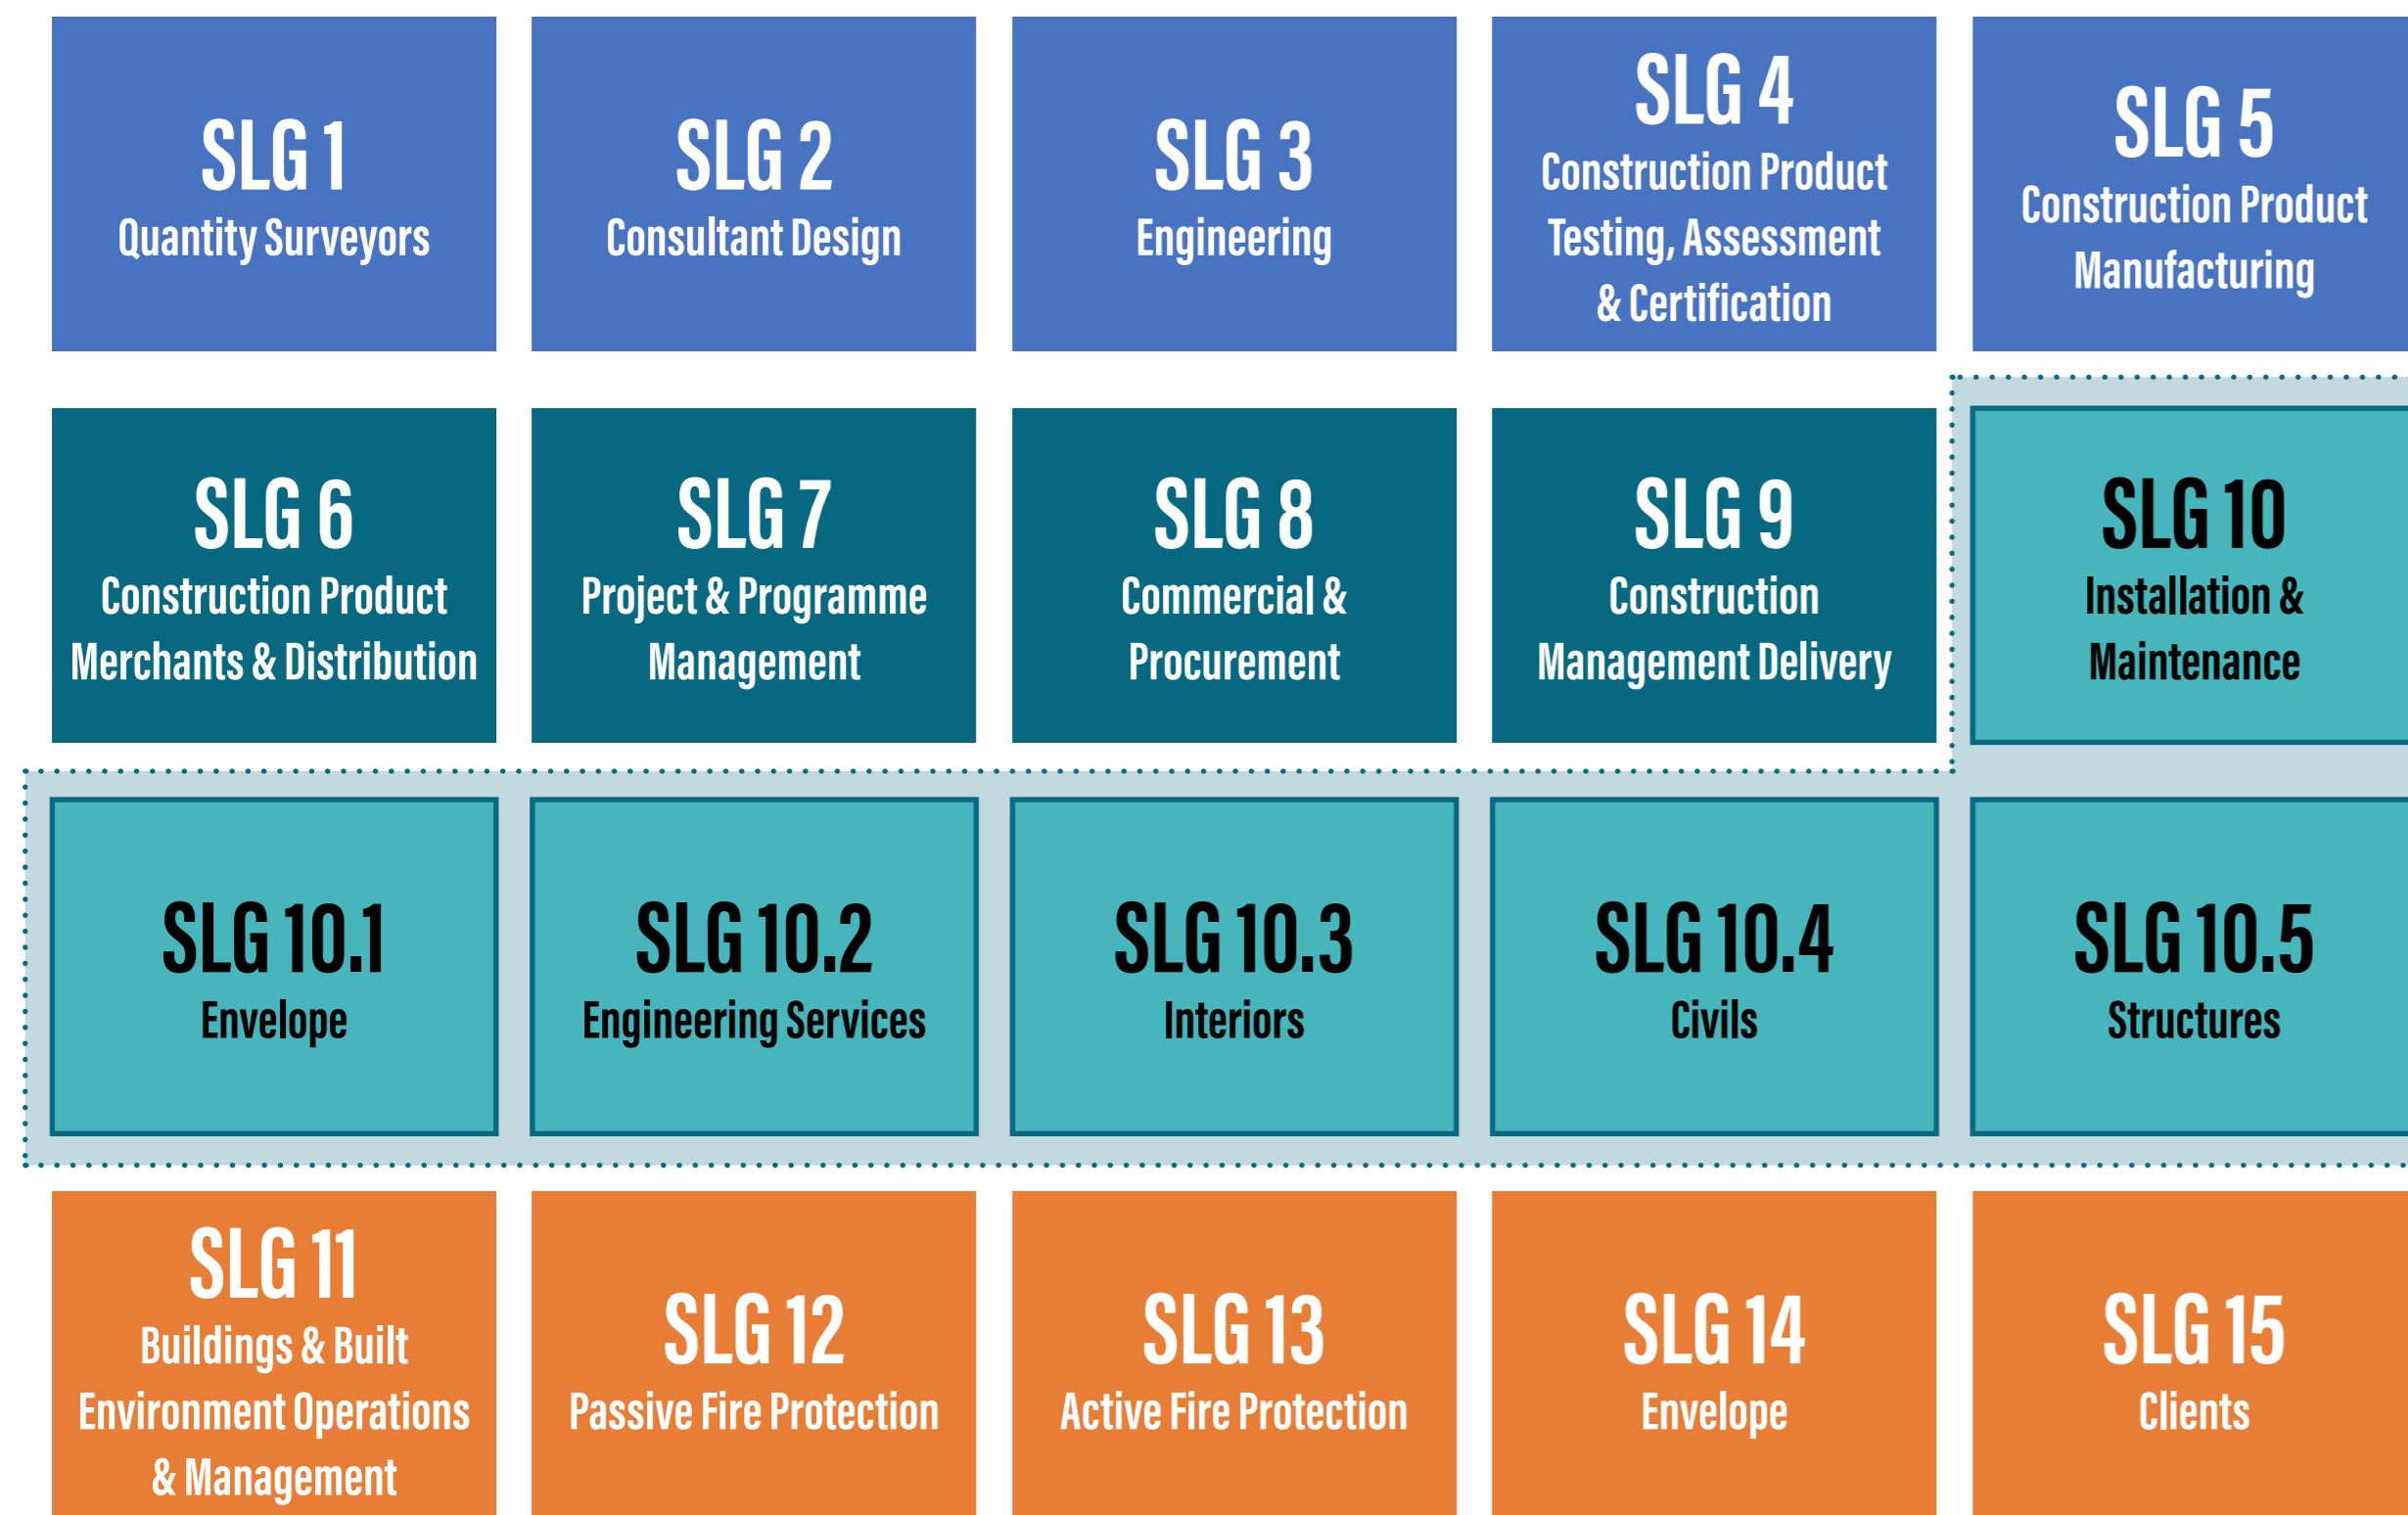 SLG 1
Quantity Surveyors
SLG 2
Consultant Design
SLG 3
Engineering
SLG 4
Construction Product
Testing, Assessment
& Certification
SLG 5
Construction Product
Manufacturing
SLG 6
Construction Product
Merchants & Distribution
SLG 7
Project & Programme
Management
SLG 8
Commercial &
Procurement
SLG 9
Construction
Management Delivery
SLG 10
Installation &
Maintenance
SLG 10.1
Envelope
SLG 10.2
Engineering Services
SLG 10.3
Interiors
SLG 10.4
Civils
SLG 10.5
Structures
SLG 11
Buildings & Built
Environment Operations
& Management
SLG 12
Passive Fire Protection
SLG 13
Active Fire Protection
SLG 14
Envelope
SLG 15
Clients